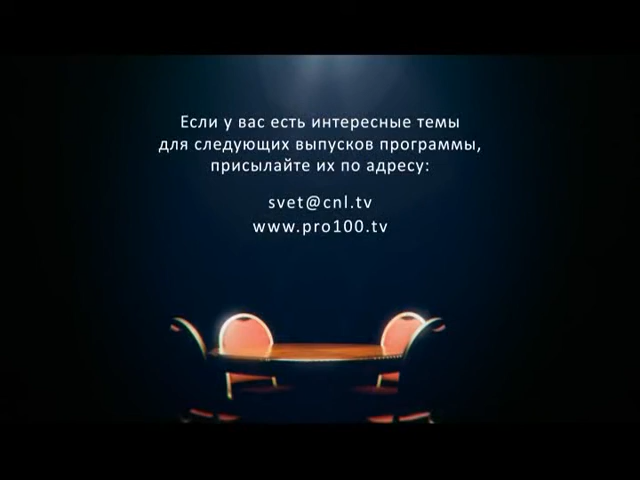 Если у вас есть интересные темы
для следующих выпусков программы,
присылайте их по адресу:
svet@cnl.tv
www.pro100.tv